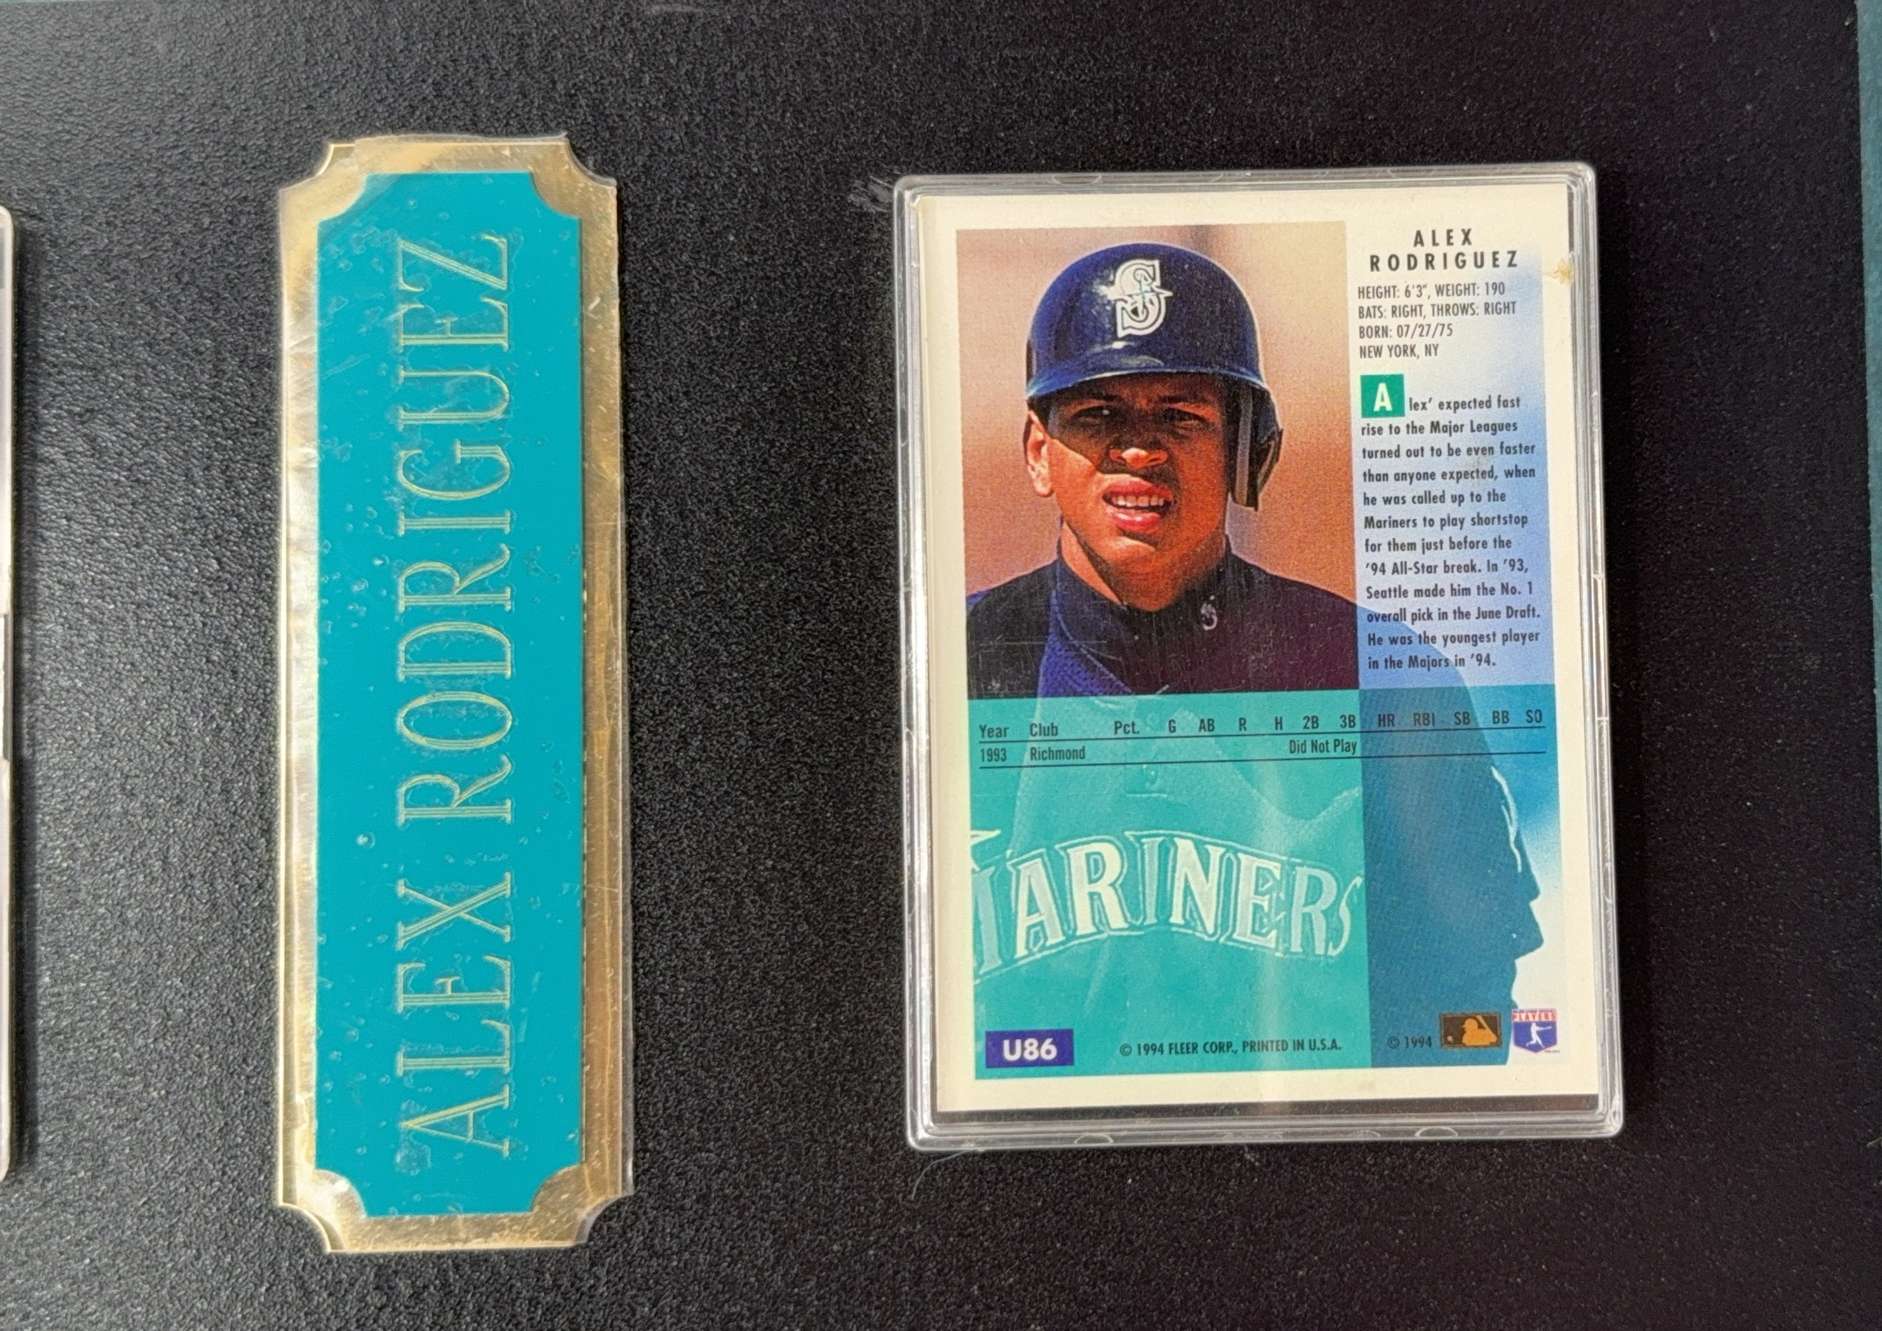 ALEX RODRIGUEZ
ALEX
RODRIGUEZ
HEIGHT: 6'3", WEIGHT: 190
BATS: RIGHT, THROWS: RIGHT
BORN: 07/27/75
NEW YORK, NY
Alex' expected fast
rise to the Major Leagues
turned out to be even faster
than anyone expected, when
he was called up to the
Mariners to play shortstop
for them just before the
'94 All-Star break. In '93,
Seattle made him the No. 1
overall pick in the June Draft.
He was the youngest player
in the Majors in '94.
Year Club Pct. G AB R H 2B 3B HR RBI SB BB SO
1993 Richmond Did Not Play
MARINERS
U86
© 1994 FLEER CORP., PRINTED IN U.S.A.
© 1994
PLAYERS